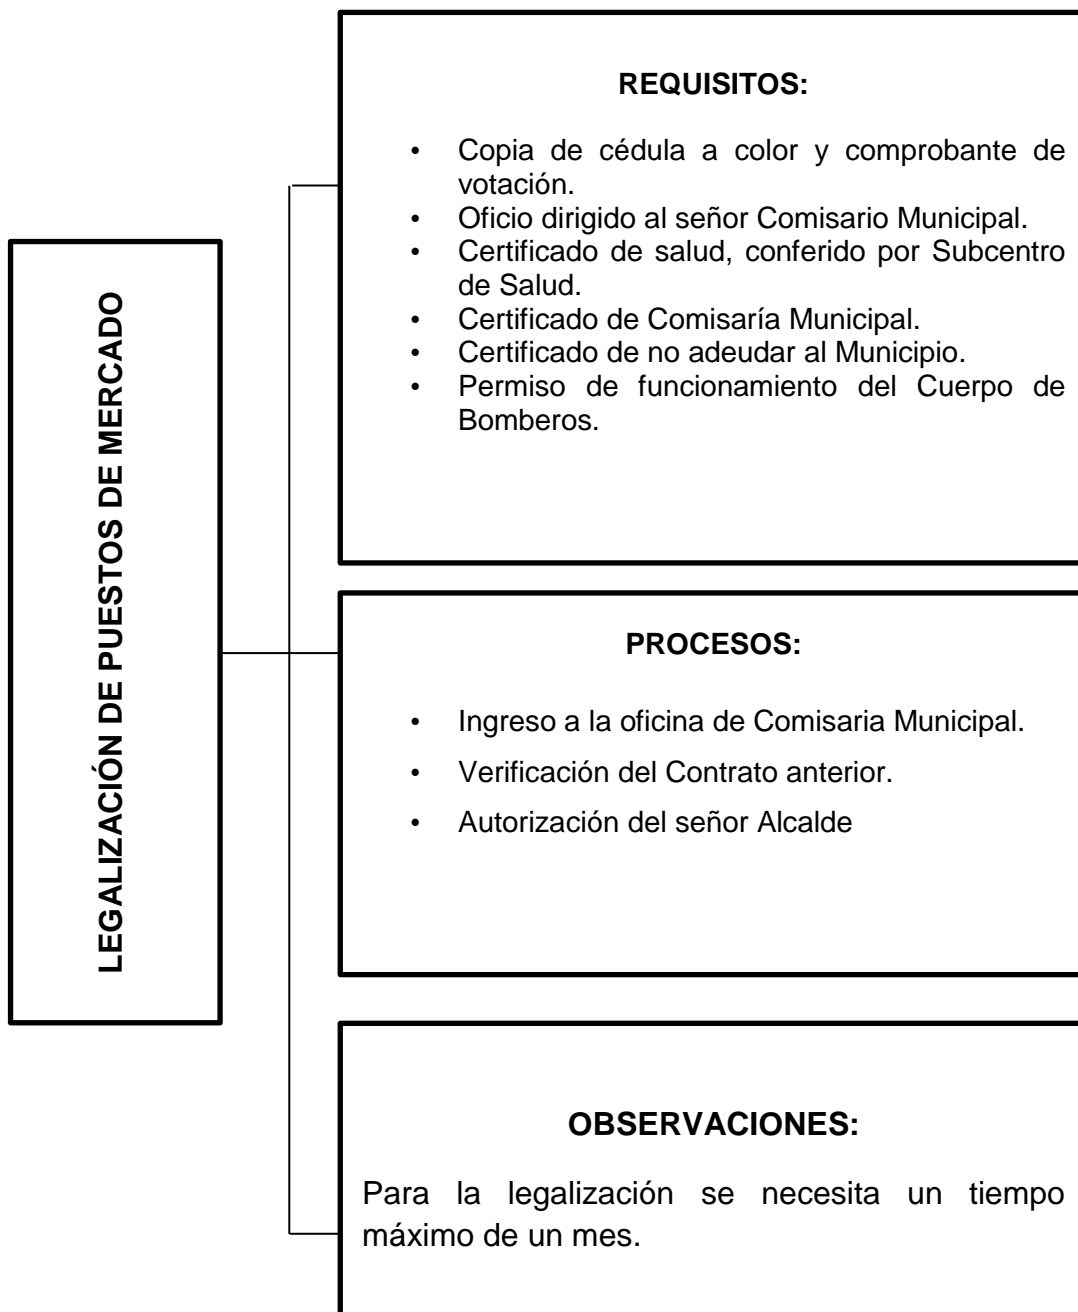 LEGALIZACIÓN DE PUESTOS DE MERCADO
REQUISITOS:
• Copia de cédula a color y comprobante de
votación.
• Oficio dirigido al señor Comisario Municipal.
• Certificado de salud, conferido por Subcentro
de Salud.
• Certificado de Comisaría Municipal.
• Certificado de no adeudar al Municipio.
• Permiso de funcionamiento del Cuerpo de
Bomberos.
PROCESOS:
• Ingreso a la oficina de Comisaria Municipal.
• Verificación del Contrato anterior.
• Autorización del señor Alcalde
OBSERVACIONES:
Para la legalización se necesita un tiempo
máximo de un mes.